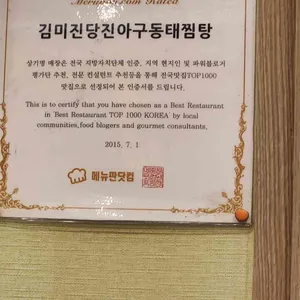 Menupan.com Korea
김미진당진아구동태찜탕
상기명 매장은 전국 지방자치단체 인증, 지역 현지인 및 파워블로거
평가단 추천, 전문 컨설턴트 추천등을 통해 전국맛집TOP1000
맛집으로 선정되어 본 인증서를 드립니다.
This is to certify that you have chosen as a Best Restaurant
in Best Restaurant TOP 1000 KOREA by local
communities,food blogers and gourmet consultants.
2015. 7. 1
메뉴판닷컴